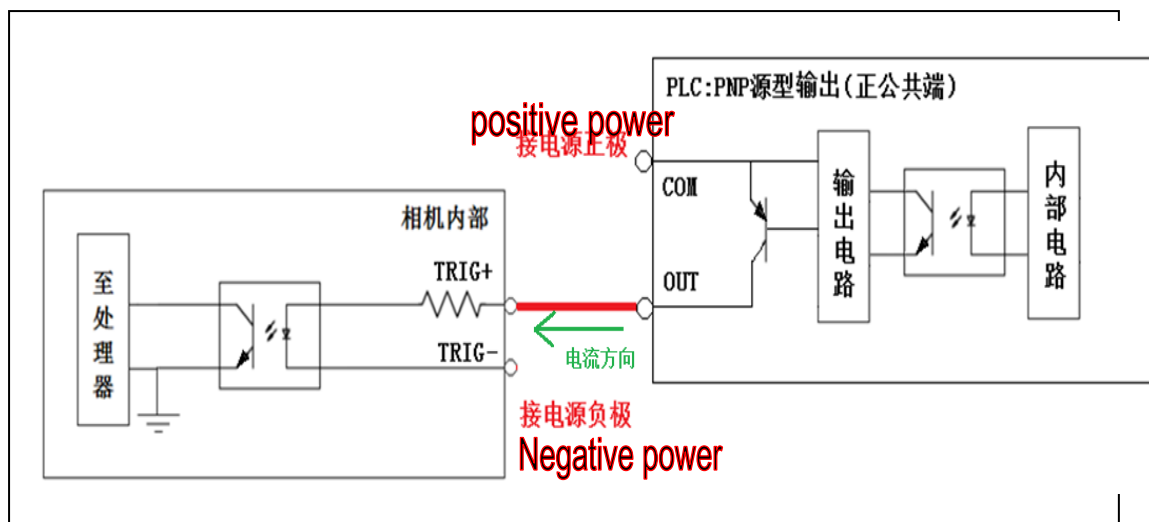 PLC:PNP源型输出(正公共端)
positive power
接电源正极
COM
输出电路
内部电路
相机内部
TRIG+
OUT
至处理器
TRIG-
电流方向
接电源负极
Negative power